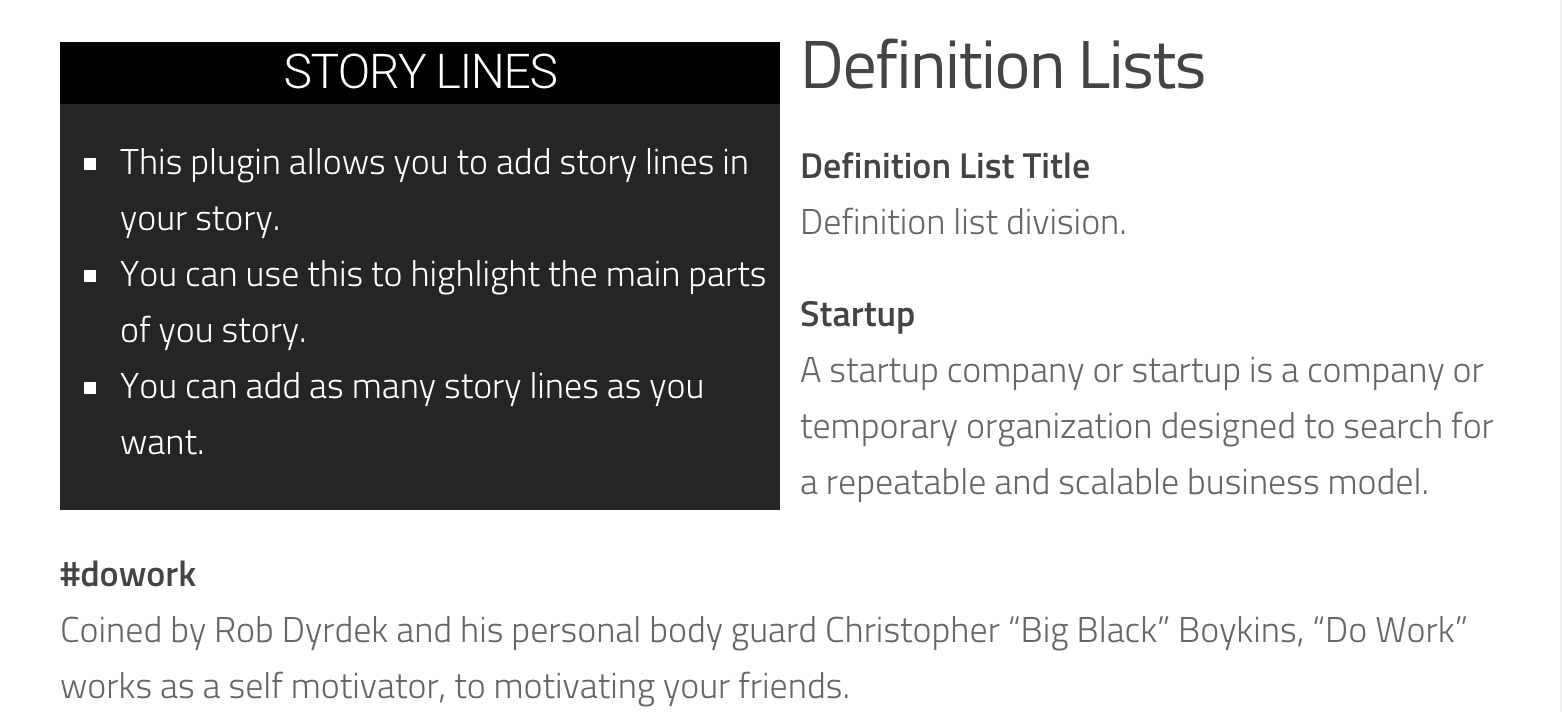 STORY LINES
This plugin allows you to add story lines in
your story.
You can use this to highlight the main parts
of you story.
You can add as many story lines as you
want.
Definition Lists
Definition List Title
Definition list division.
Startup
A startup company or startup is a company or
temporary organization designed to search for
a repeatable and scalable business model.
#dowork
Coined by Rob Dyrdek and his personal body guard Christopher “Big Black” Boykins, “Do Work”
works as a self motivator, to motivating your friends.